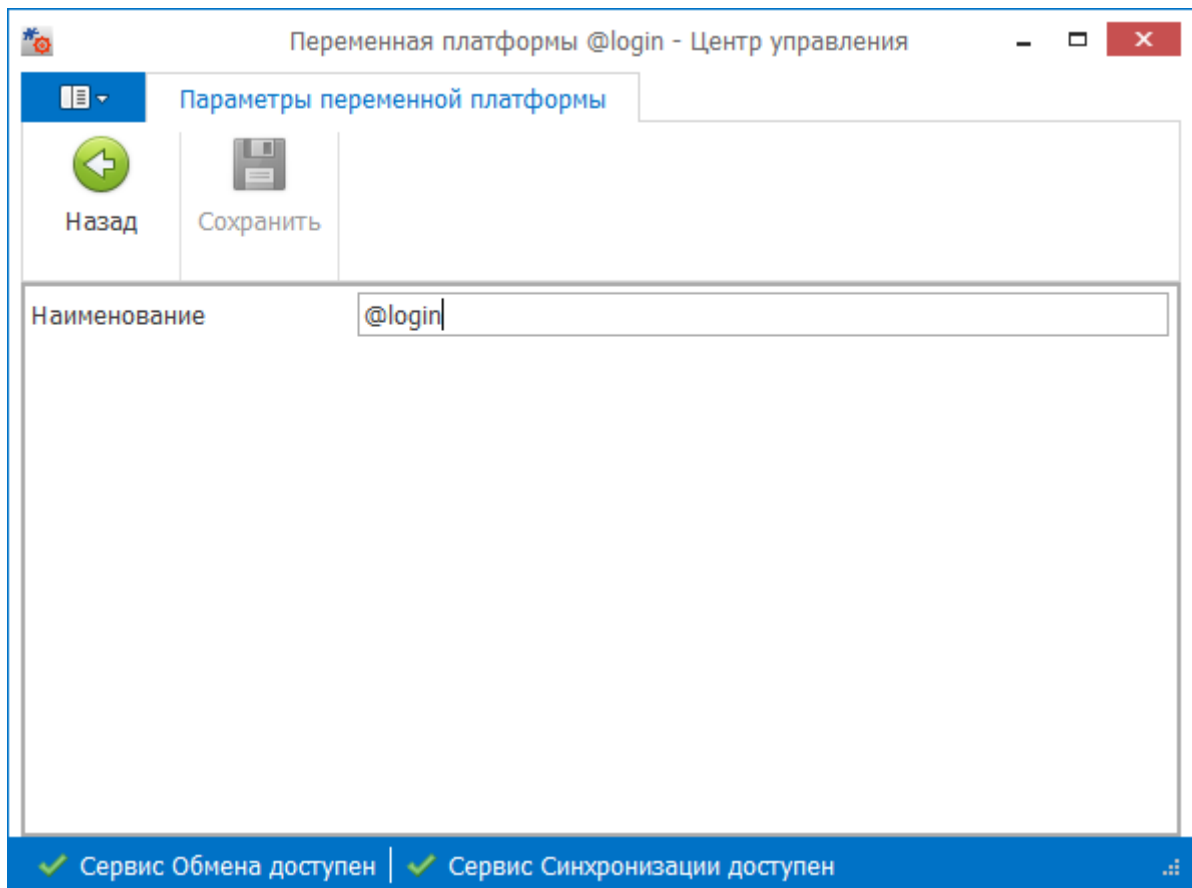 Переменная платформы @login - Центр управления
Параметры переменной платформы
Назад
Сохранить
Наименование
@login
Сервис Обмена доступен
Сервис Синхронизации доступен